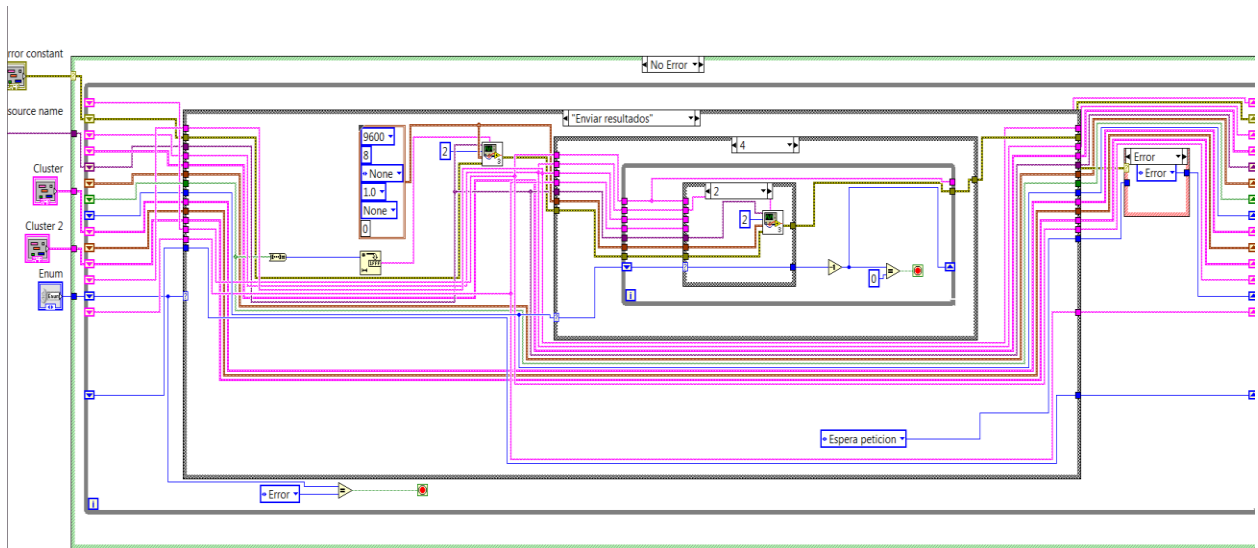 No Error
rror constant
source name
"Enviar resultados"
9600
8
None
1.0
None
0
2
4
2
2
0
i
Error
Error
Cluster
Cluster 2
Enum
Espera peticion
Error
i